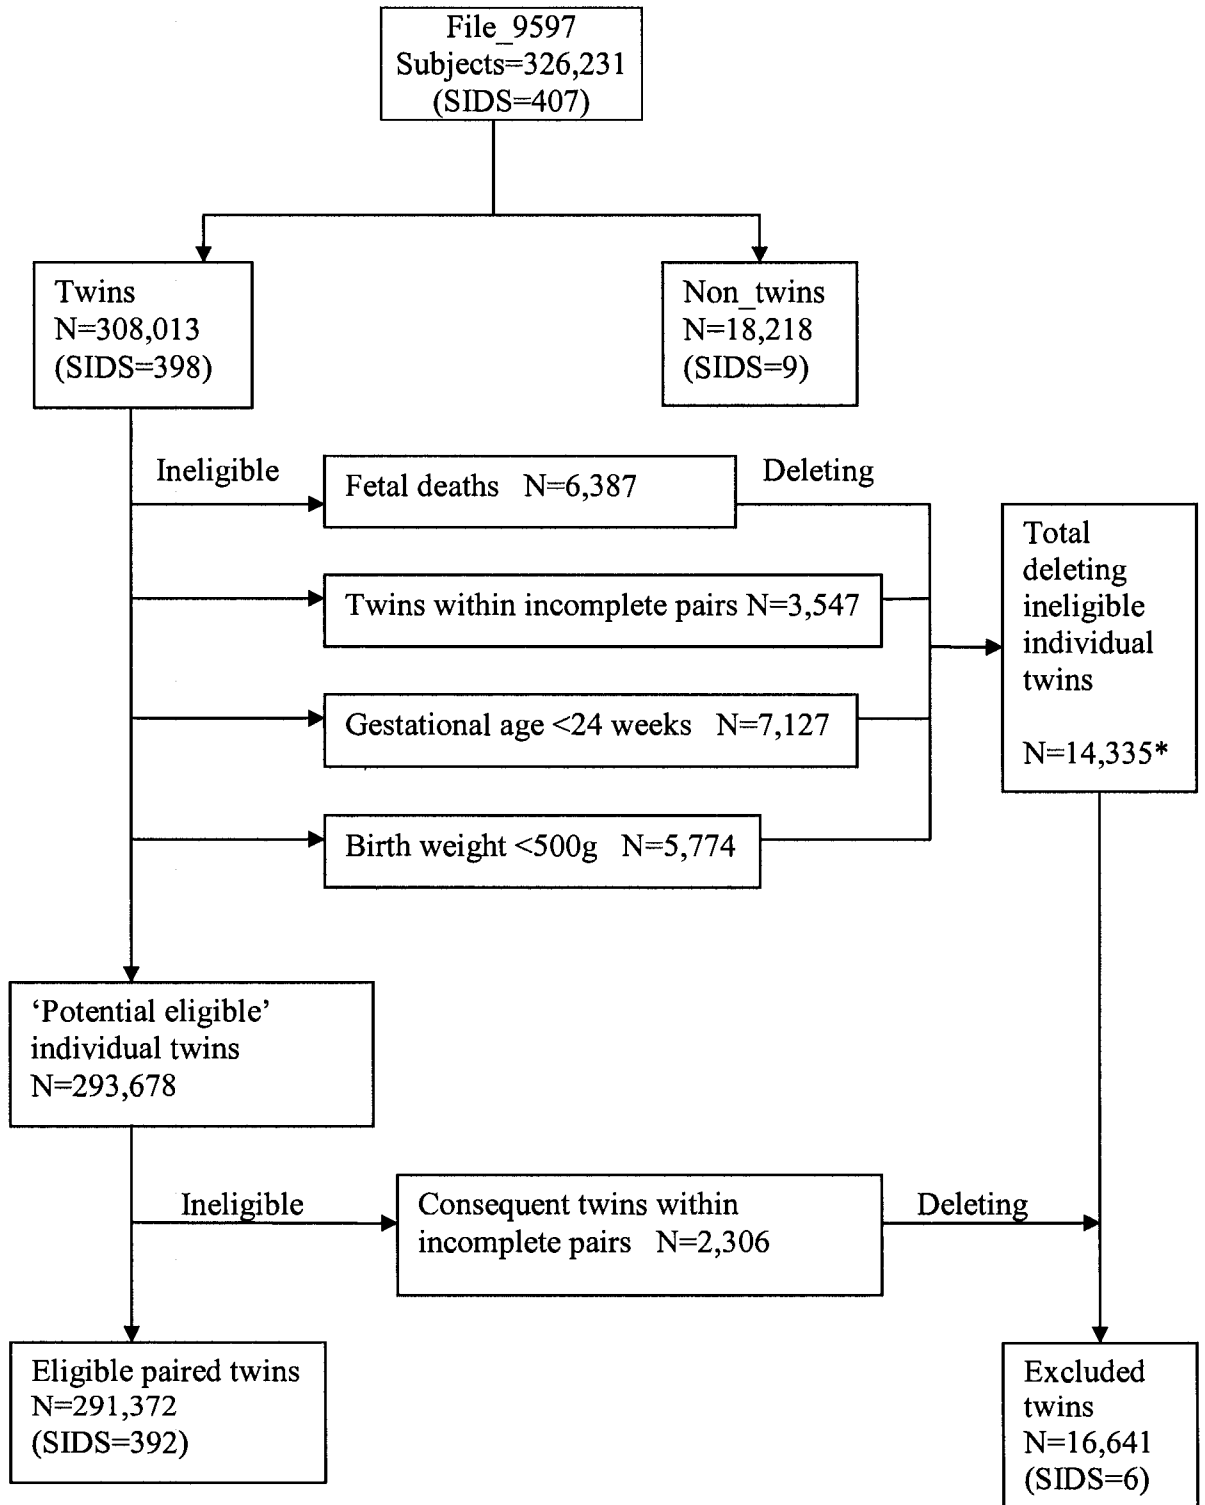 File_9597
Subjects=326,231
(SIDS=407)
Twins
N=308,013
(SIDS=398)
Non_twins
N=18,218
(SIDS=9)
Ineligible
Fetal deaths N=6,387
Deleting
Twins within incomplete pairs N=3,547
Gestational age <24 weeks N=7,127
Birth weight <500g N=5,774
Total
deleting
ineligible
individual
twins
N=14,335*
‘Potential eligible’
individual twins
N=293,678
Ineligible
Consequent twins within
incomplete pairs N=2,306
Deleting
Eligible paired twins
N=291,372
(SIDS=392)
Excluded
twins
N=16,641
(SIDS=6)